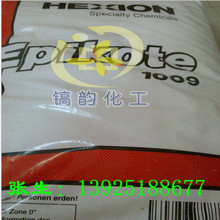 HEXION
Specialty Chemicals
Epikote
1009
镐韵化工
张生：13925188677
Personen erden!
Zone 0"